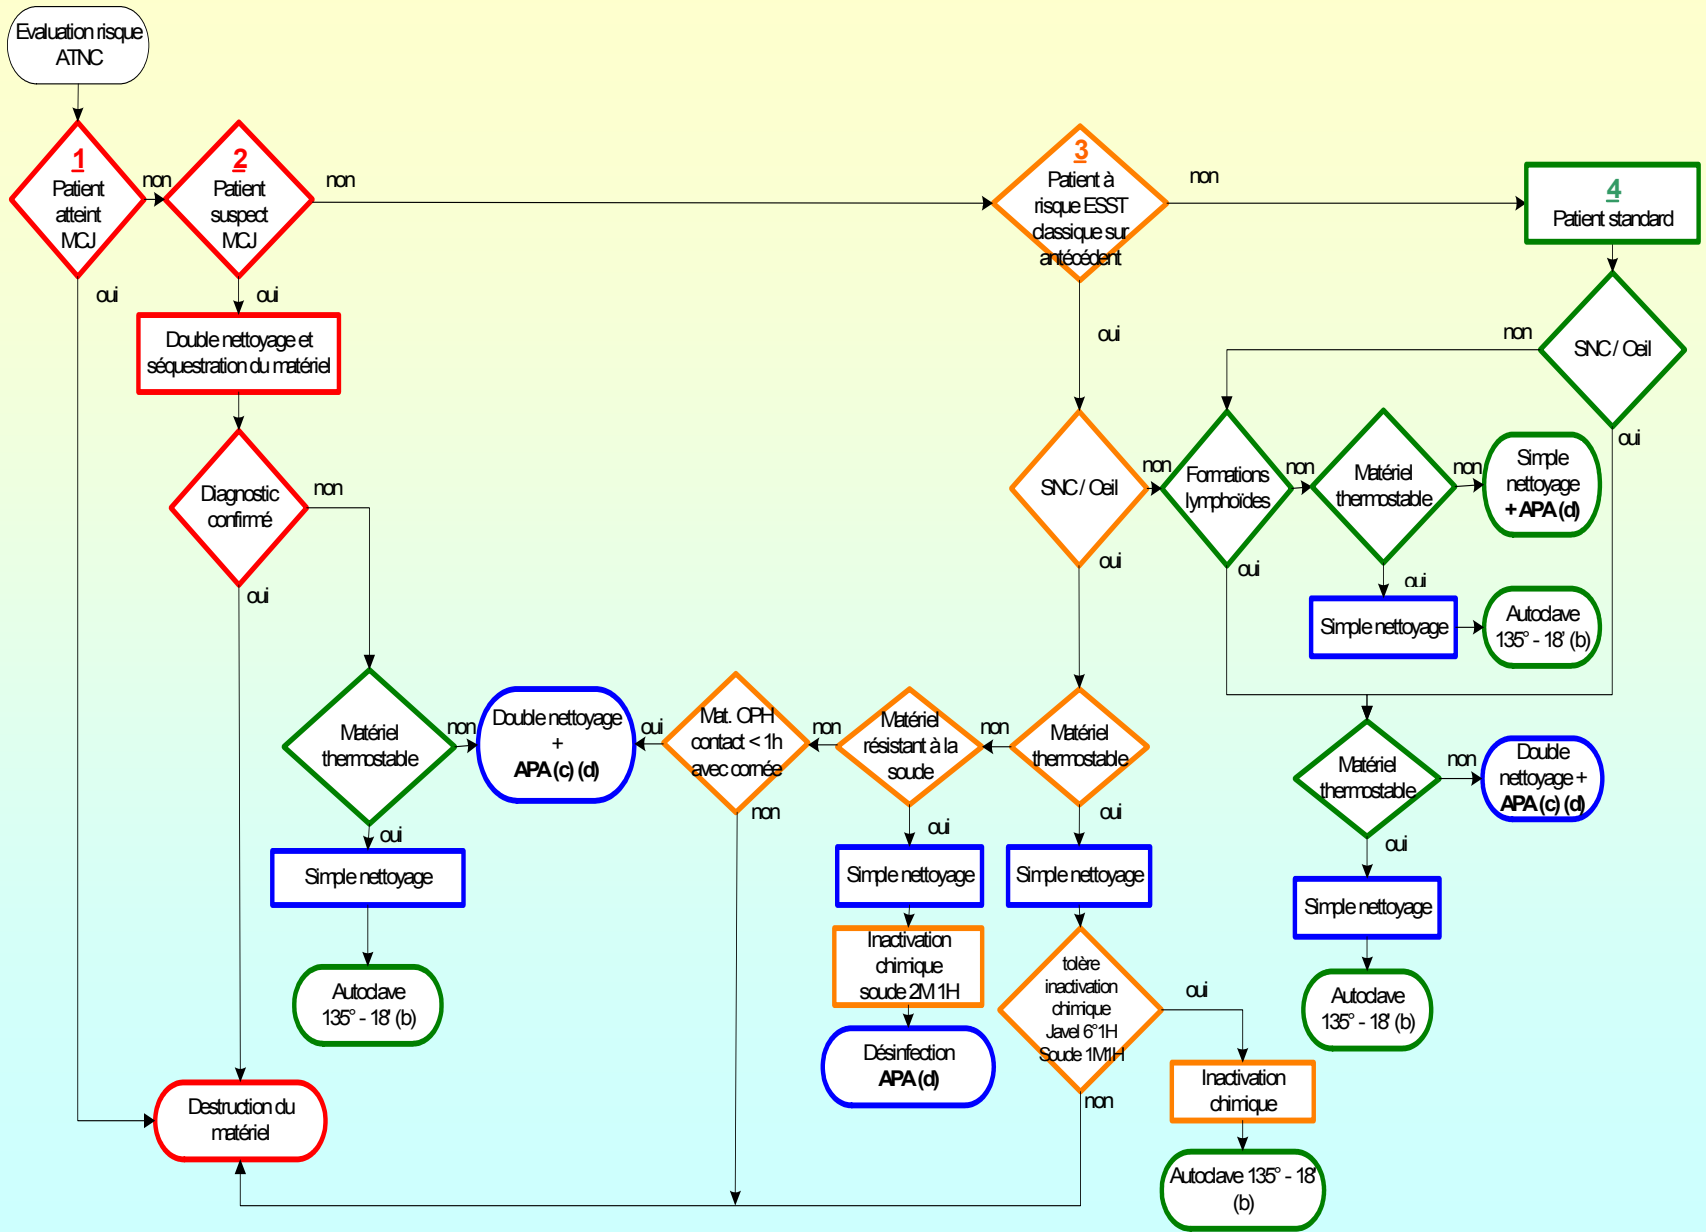 Evaluation risque
ATNC
1
Patient
atteint
MCJ
non
oui
2
Patient
suspect
MCJ
non
oui
3
Patient à
risque ESST
classique sur
antécédent
non
oui
4
Patient standard
SNC / Oeil
non
oui
Double nettoyage et
séquestration du matériel
Diagnostic
confirmé
non
oui
SNC / Oeil
non
oui
Formations
lymphoïdes
non
oui
Matériel
thermostable
non
oui
Simple
nettoyage
+ APA (d)
Simple nettoyage
Autoclave
135° - 18' (b)
Matériel
thermostable
non
oui
Double nettoyage
+
APA (c) (d)
oui
Mat. OPH
contact < 1h
avec cornée
non
non
Matériel
résistant à la
soude
oui
non
Matériel
thermostable
oui
Matériel
thermostable
non
oui
Double
nettoyage +
APA (c) (d)
Simple nettoyage
Simple nettoyage
Simple nettoyage
Simple nettoyage
Autoclave
135° - 18' (b)
Inactivation
chimique
soude 2M 1H
Désinfection
APA (d)
tolère
inactivation
chimique
Javel 6°1H
Soude 1M1H
oui
non
Autoclave
135° - 18' (b)
Inactivation
chimique
Destruction du
matériel
Autoclave 135° - 18'
(b)